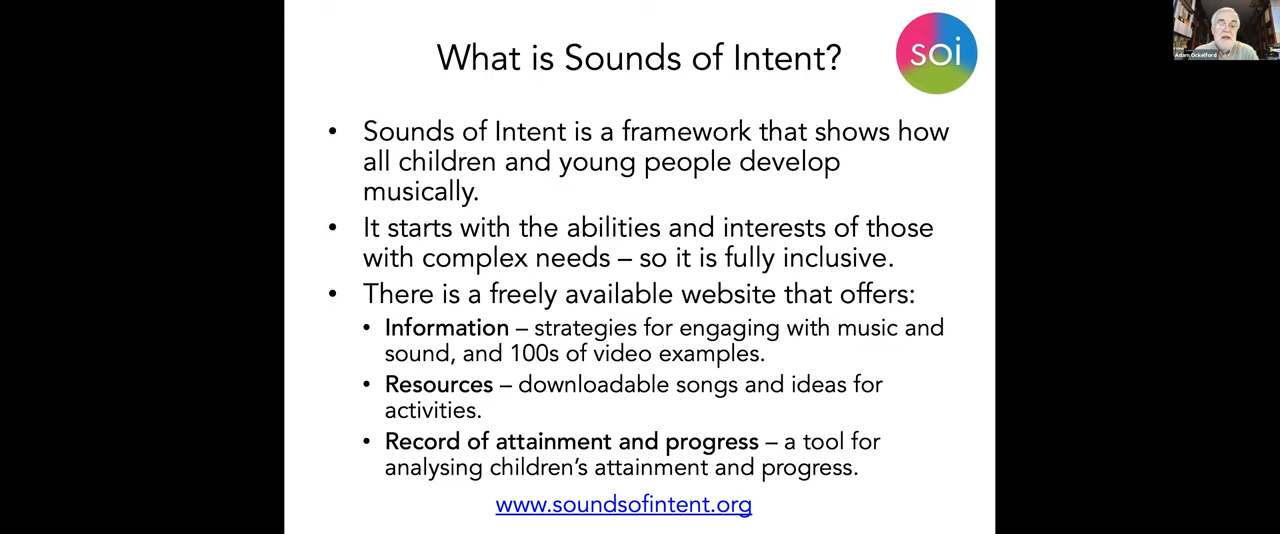 What is Sounds of Intent?
soi
Adam Ockelford
• Sounds of Intent is a framework that shows how
all children and young people develop
musically.
• It starts with the abilities and interests of those
with complex needs – so it is fully inclusive.
• There is a freely available website that offers:
• Information – strategies for engaging with music and
sound, and 100s of video examples.
• Resources – downloadable songs and ideas for
activities.
• Record of attainment and progress – a tool for
analysing children’s attainment and progress.
www.soundsofintent.org